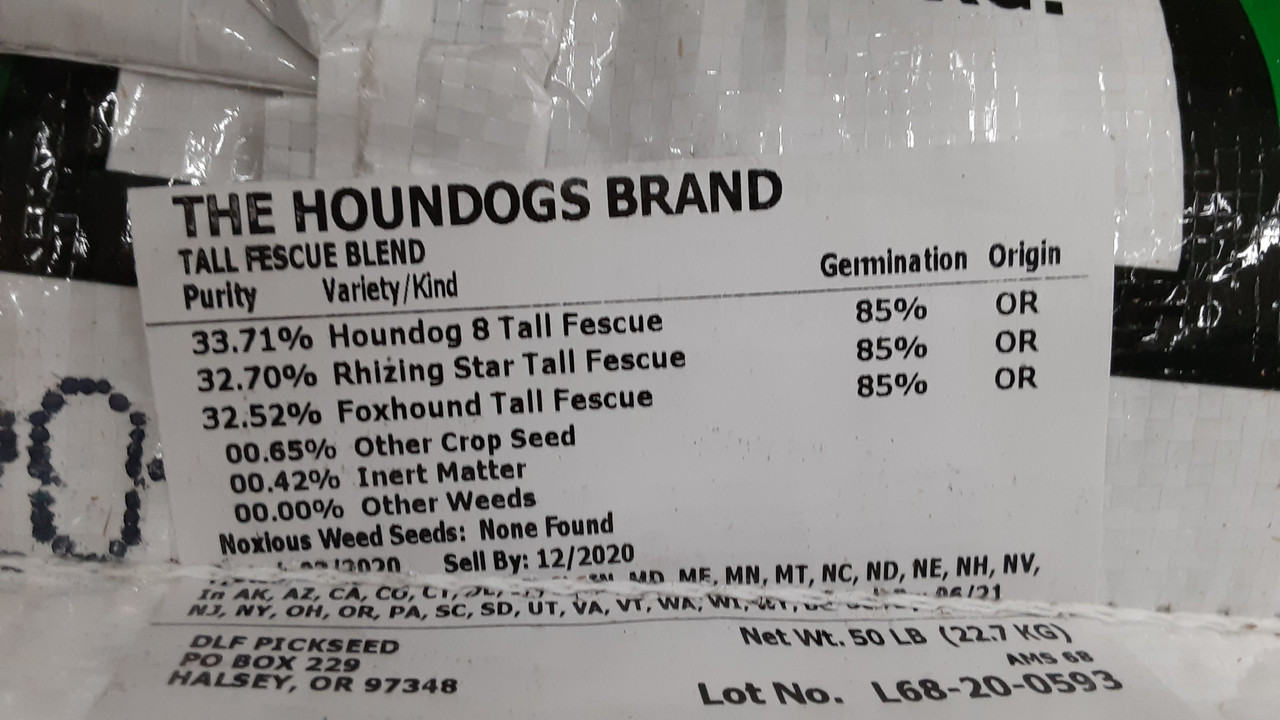 THE HOUNDOGS BRAND
TALL FESCUE BLEND
Purity Variety/Kind Germination Origin
33.71% Houndog 8 Tall Fescue 85% OR
32.70% Rhizing Star Tall Fescue 85% OR
32.52% Foxhound Tall Fescue 85% OR
00.65% Other Crop Seed
00.42% Inert Matter
00.00% Other Weeds
Noxious Weed Seeds: None Found
Sell By: 12/2020
MD, ME, MN, MT, NC, ND, NE, NH, NV,
In AK, AZ, CA, CO, CT, 06/21
NJ, NY, OH, OR, PA, SC, SD, UT, VA, VT, WA, WI,
DLF PICKSEED Net Wt. 50 LB (22.7 KG)
PO BOX 229 AMS 68
HALSEY, OR 97348 Lot No. L68-20-0593